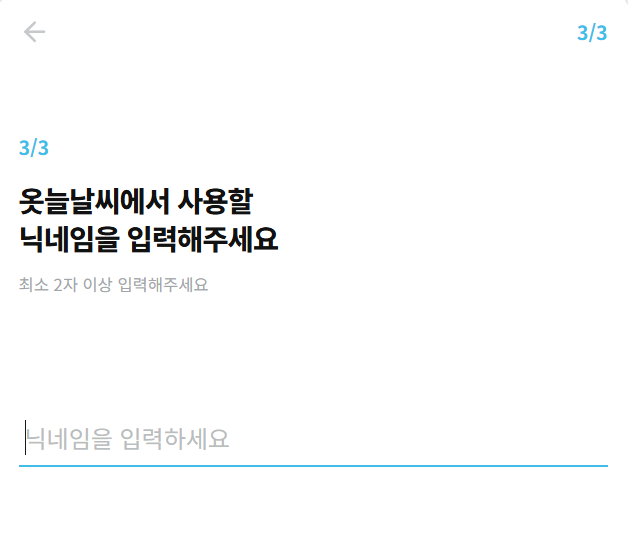 3/3
3/3
옷늘날씨에서 사용할
닉네임을 입력해주세요
최소 2자 이상 입력해주세요
닉네임을 입력하세요